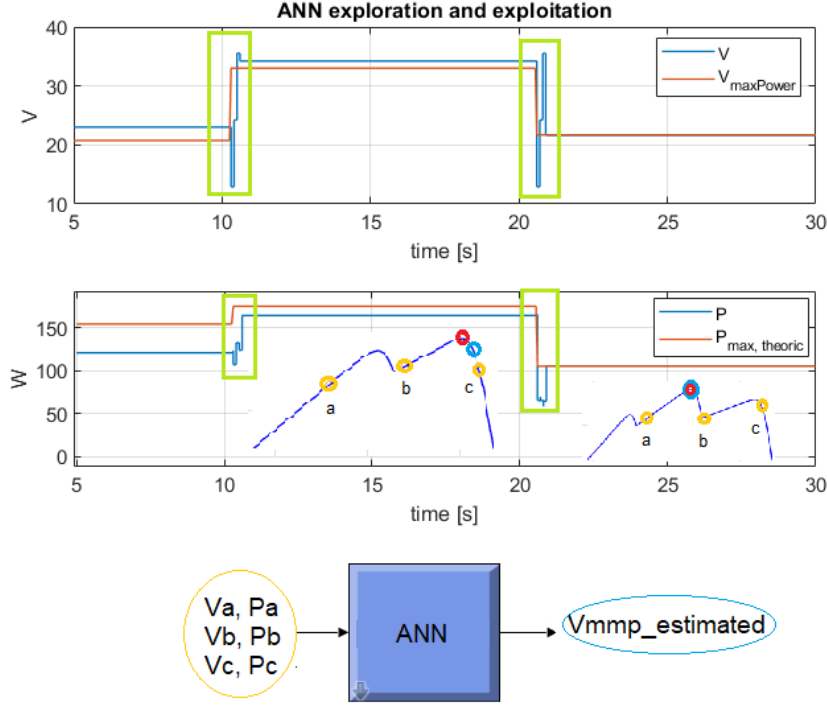 ANN exploration and exploitation
40
30
20
10
V
V
V_maxPower
5
10
15
20
25
30
time [s]
150
100
50
0
W
P
P_max, theoric
a
b
c
a
b
c
5
10
15
20
25
30
time [s]
Va, Pa
Vb, Pb
Vc, Pc
ANN
Vmmp_estimated